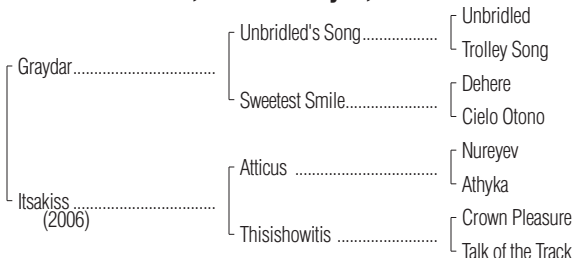 Unbridled
Unbridled's Song..................
Trolley Song
Graydar..................................
Dehere
Sweetest Smile......................
Cielo Otono
Nureyev
Atticus ..................................
Athyka
Itsakiss ..................................
(2006)
Crown Pleasure
Thisishowitis ........................
Talk of the Track